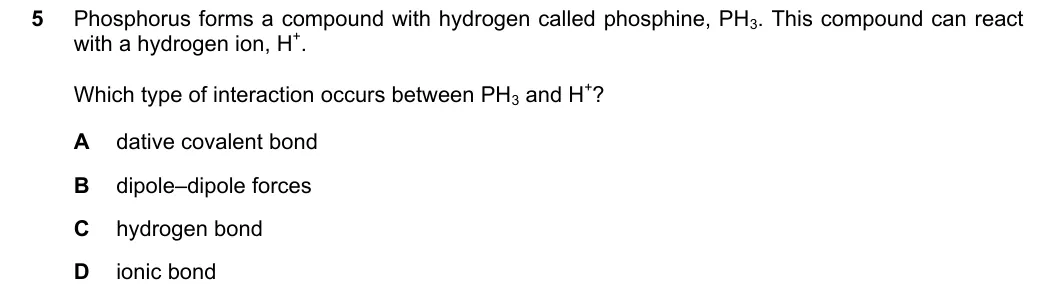 5 Phosphorus forms a compound with hydrogen called phosphine, PH₃. This compound can react
with a hydrogen ion, H⁺.
Which type of interaction occurs between PH₃ and H⁺?
A dative covalent bond
B dipole–dipole forces
C hydrogen bond
D ionic bond